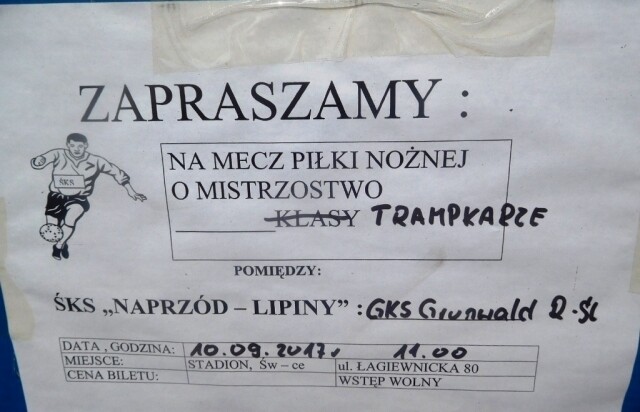 ZAPRASZAMY :
ŚKS
NA MECZ PIŁKI NOŻNEJ
O MISTRZOSTWO
KLASY TRAMPKARZE
POMIĘDZY:
ŚKS „NAPRZÓD – LIPINY” : GKS Grunwald R-Śl
DATA , GODZINA: 10.09.2017r 11.00
MIEJSCE: STADION, Św – ce ul. ŁAGIEWNICKA 80
CENA BILETU: WSTĘP WOLNY